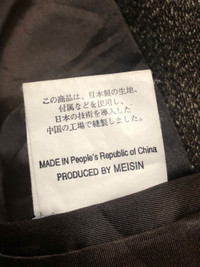 この商品は、日本製の生地、
付属などを使い、
日本の技術を導入した
中国の工場で縫製しました。
MADE IN People's Republic of China
PRODUCED BY MEISIN